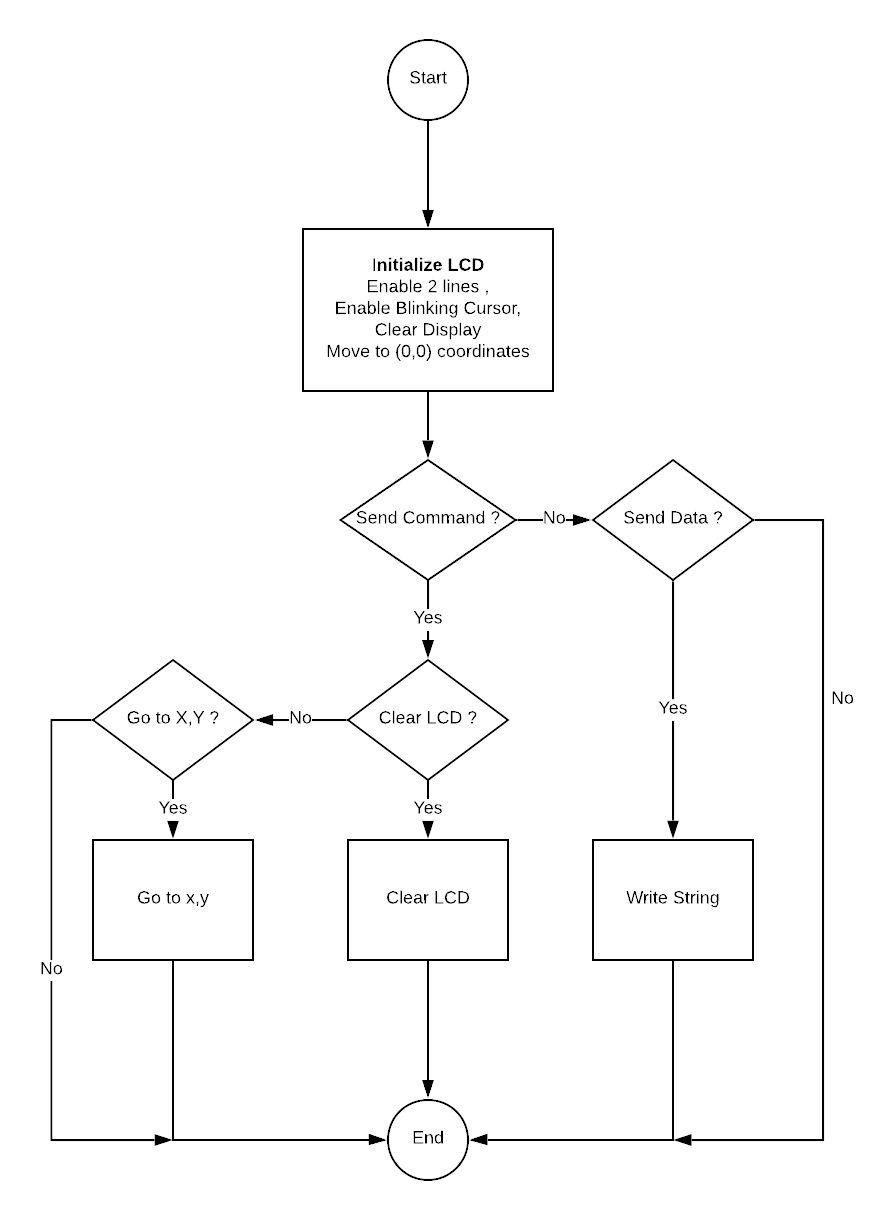 Start
Initialize LCD
Enable 2 lines ,
Enable Blinking Cursor,
Clear Display
Move to (0,0) coordinates
Send Command ?
No
Send Data ?
Yes
No
Yes
Go to X,Y ?
No
Clear LCD ?
Yes
Yes
Go to x,y
Clear LCD
Write String
No
End